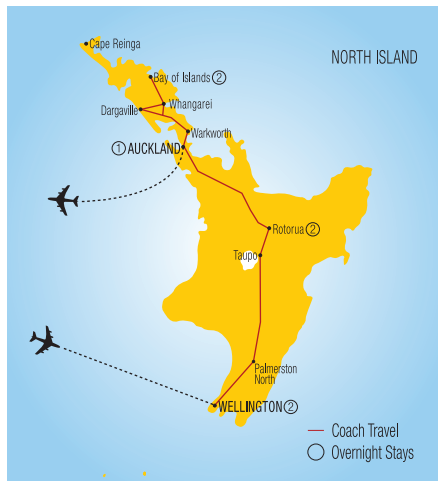 Cape Reinga
NORTH ISLAND
Bay of Islands 2
Whangarei
Dargaville
Warkworth
1 AUCKLAND
Rotorua 2
Taupo
Palmerston
North
WELLINGTON 2
Coach Travel
Overnight Stays